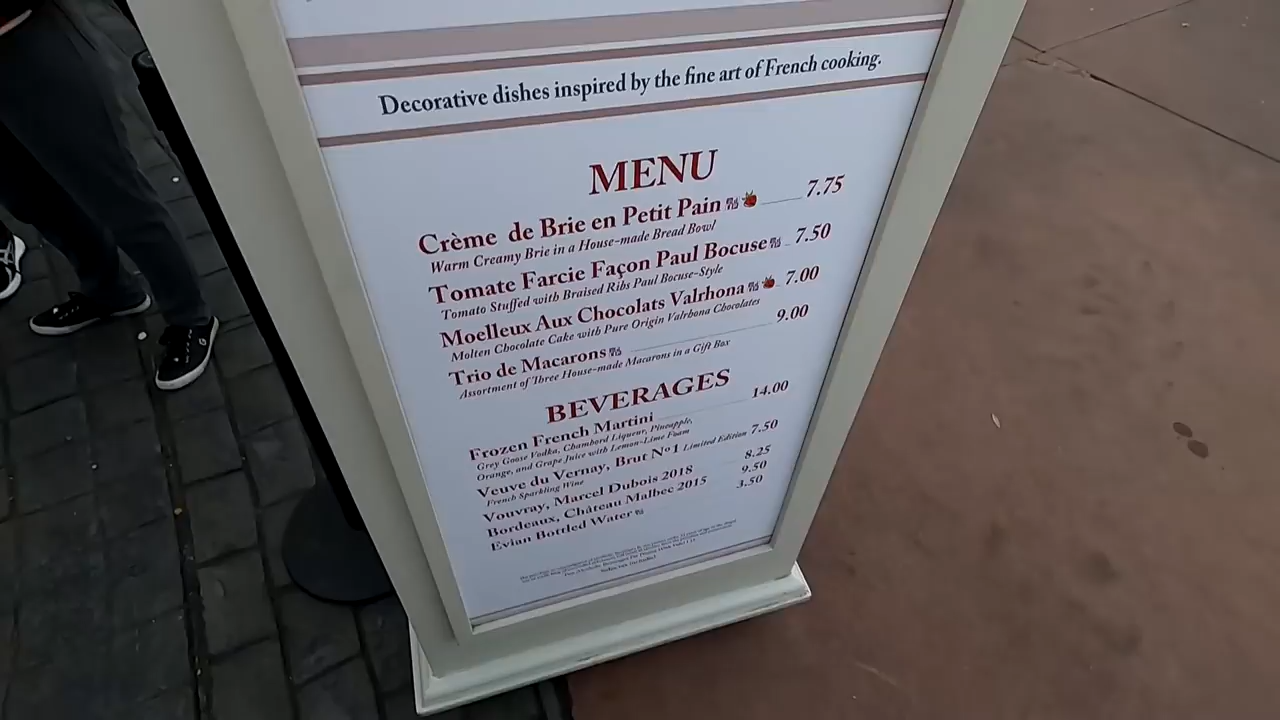 Decorative dishes inspired by the fine art of French cooking.
MENU
Crème de Brie en Petit Pain 7.75
Warm Creamy Brie in a House-made Bread Bowl
Tomate Farcie Façon Paul Bocuse 7.50
Tomato Stuffed with Braised Ribs Paul Bocuse-Style
Moelleux Aux Chocolats Valrhona 7.00
Molten Chocolate Cake with Pure Origin Valrhona Chocolates
Trio de Macarons 9.00
Assortment of Three House-made Macarons in a Gift Box
BEVERAGES
Frozen French Martini 14.00
Grey Goose Vodka, Chambord Liqueur, Pineapple,
Orange, and Grape Juice with Lemon-Lime Foam
Veuve du Vernay, Brut Nº1 Limited Edition 7.50
French Sparkling Wine
Vouvray, Marcel Dubois 2018 8.25
Bordeaux, Château Malbec 2015 9.50
Evian Bottled Water 3.50